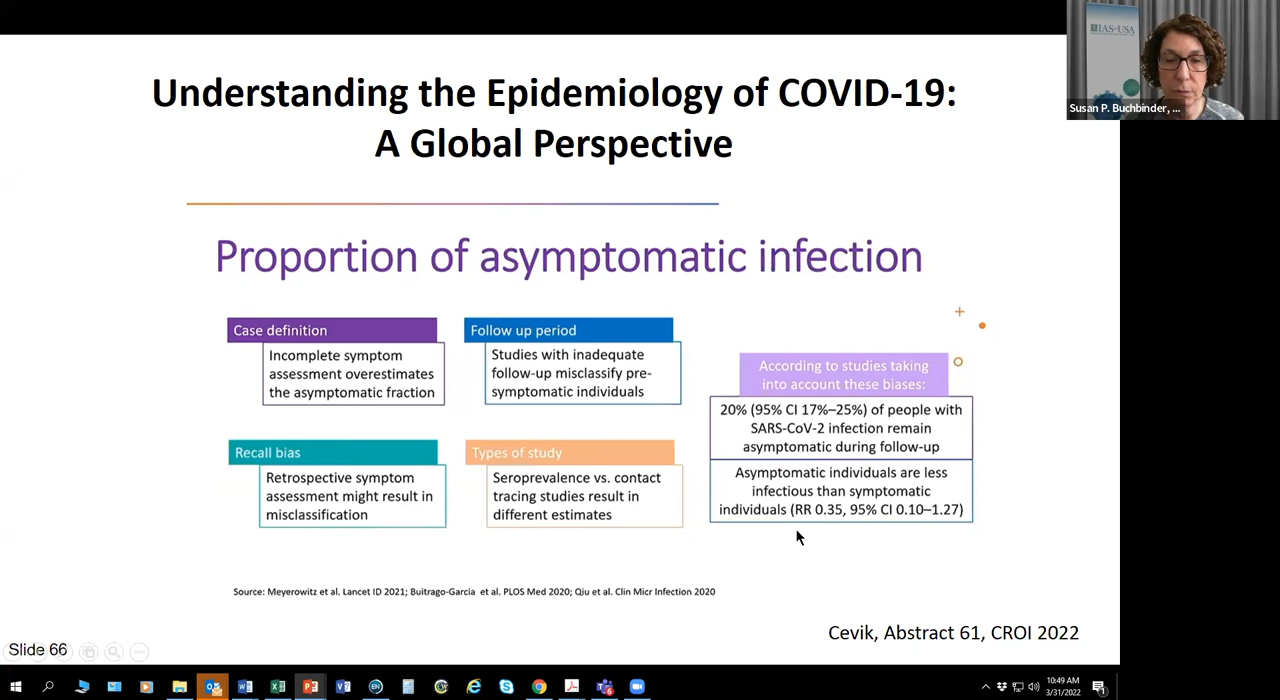 IAS-USA
Susan P. Buchbinder, ...
Understanding the Epidemiology of COVID-19:
A Global Perspective
Proportion of asymptomatic infection
Case definition
Incomplete symptom
assessment overestimates
the asymptomatic fraction
Follow up period
Studies with inadequate
follow-up misclassify pre-
symptomatic individuals
Recall bias
Retrospective symptom
assessment might result in
misclassification
Types of study
Seroprevalence vs. contact
tracing studies result in
different estimates
According to studies taking
into account these biases:
20% (95% CI 17%–25%) of people with
SARS-CoV-2 infection remain
asymptomatic during follow-up
Asymptomatic individuals are less
infectious than symptomatic
individuals (RR 0.35, 95% CI 0.10–1.27)
Source: Meyerowitz et al. Lancet ID 2021; Buitrago-Garcia et al. PLOS Med 2020; Qiu et al. Clin Micr Infection 2020
Cevik, Abstract 61, CROI 2022
Slide 66
10:49 AM
3/31/2022